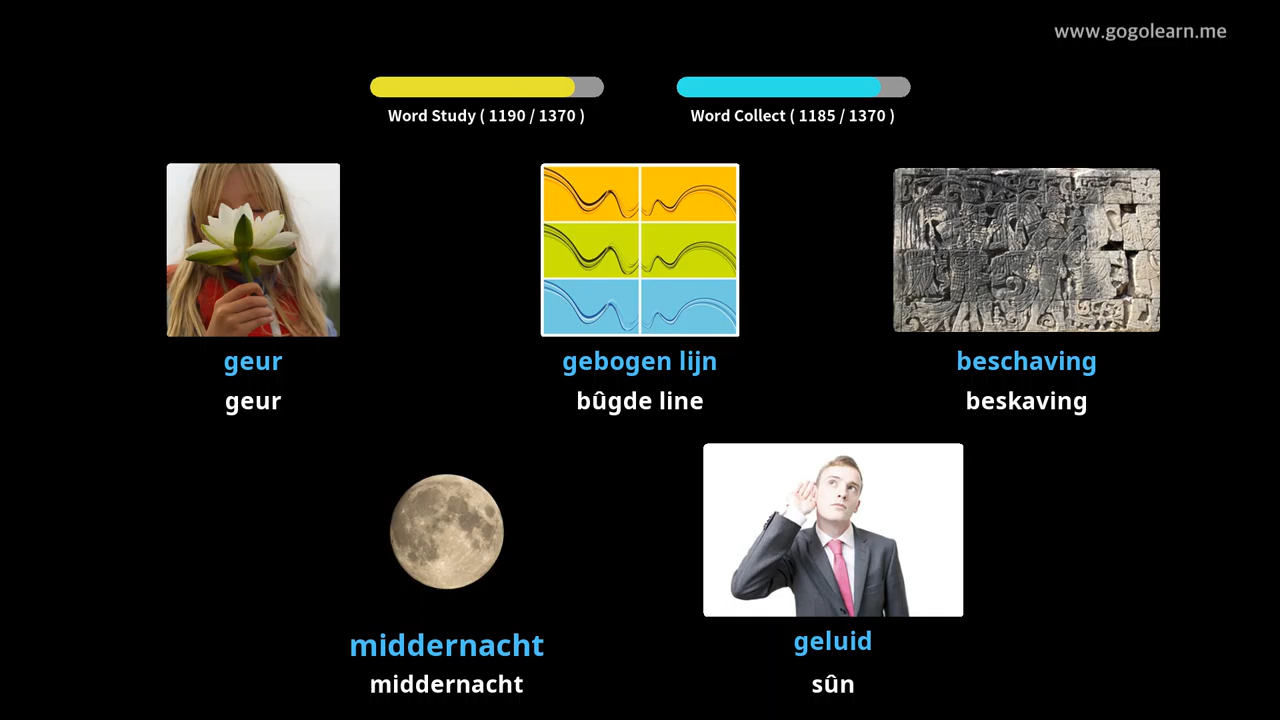 www.gogolearn.me
Word Study ( 1190 / 1370 )
Word Collect ( 1185 / 1370 )
geur
geur
gebogen lijn
bûgde line
beschaving
beskaving
middernacht
middernacht
geluid
sûn